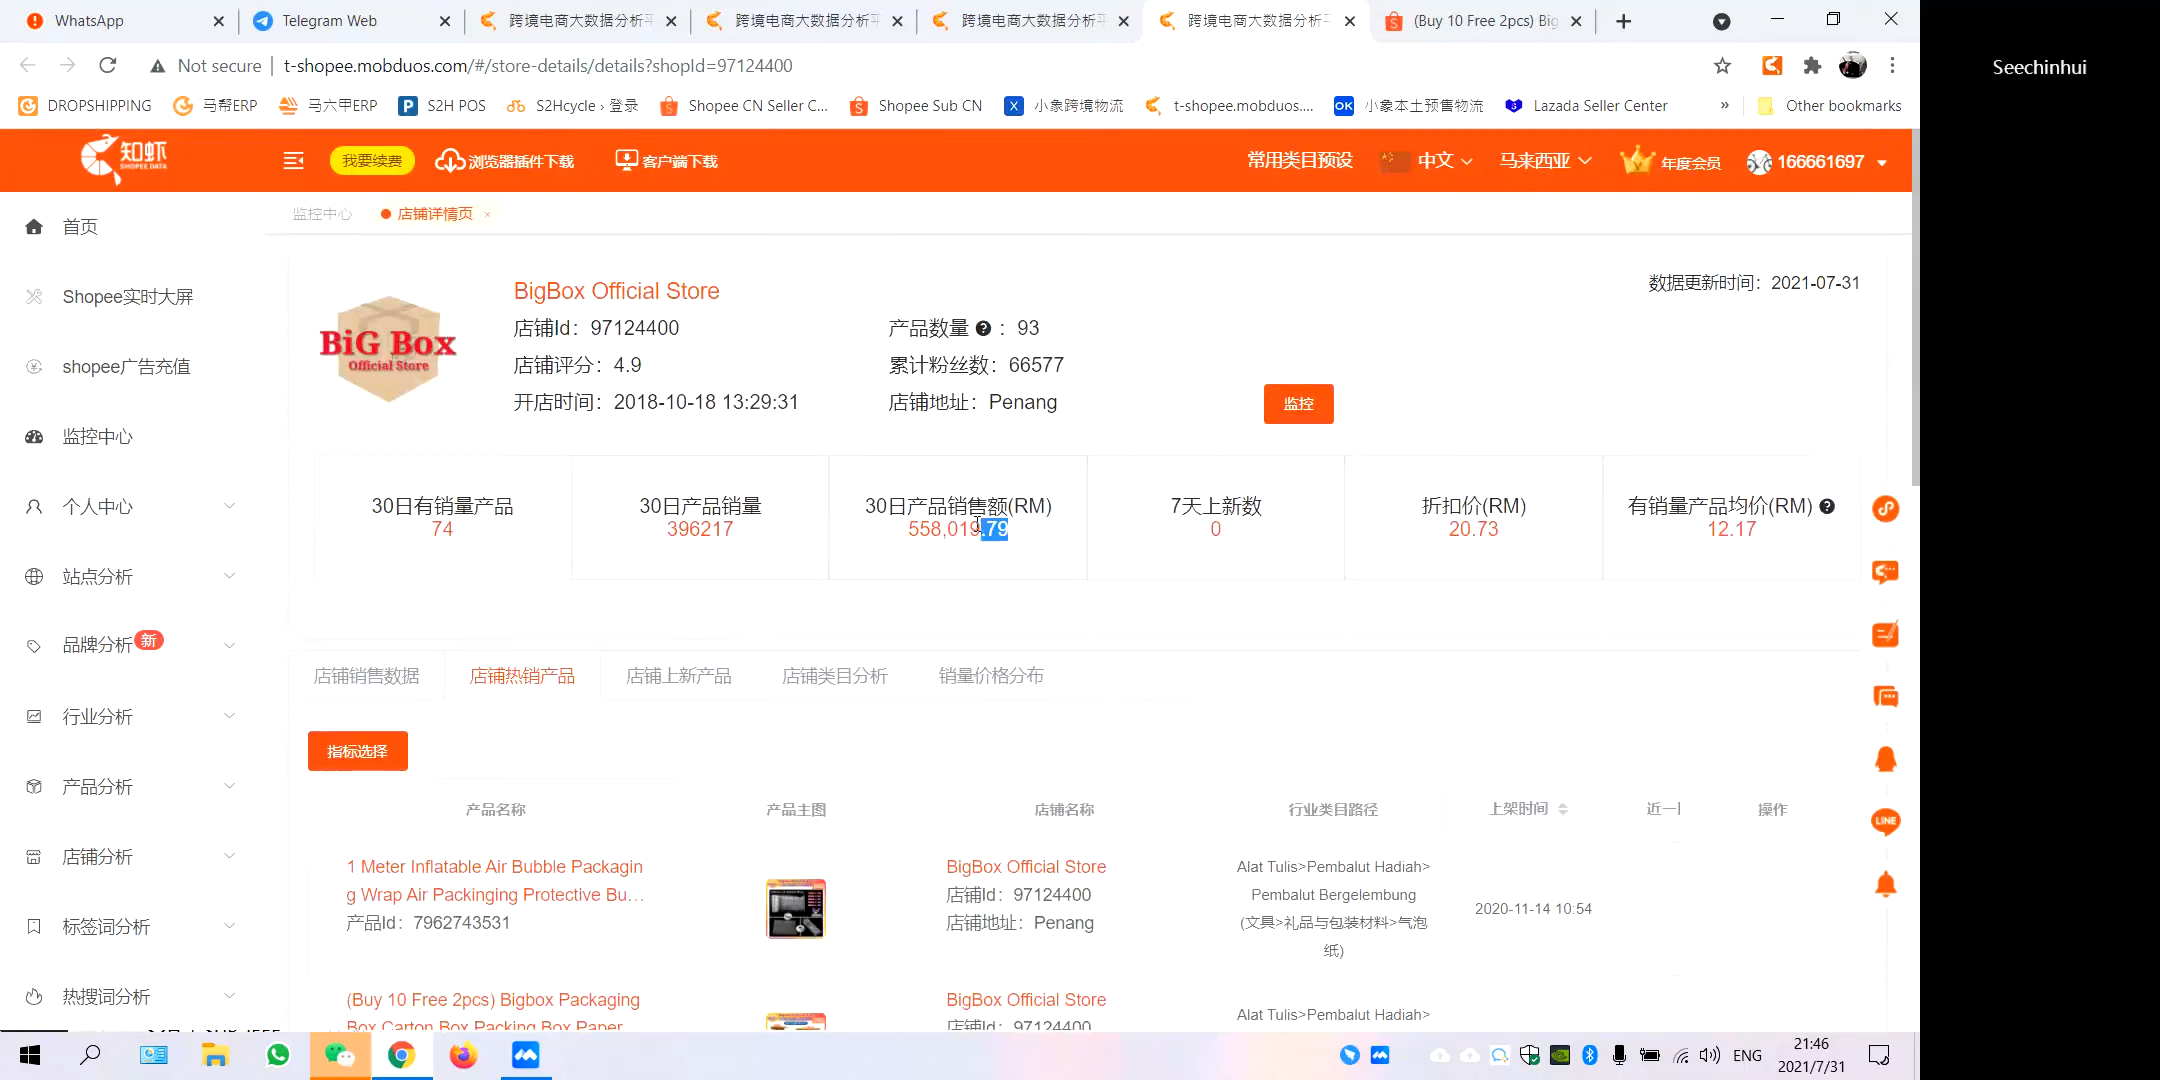 WhatsApp
Telegram Web
跨境电商大数据分析平
跨境电商大数据分析平
跨境电商大数据分析平
跨境电商大数据分析平
(Buy 10 Free 2pcs) Big
Not secure
t-shopee.mobduos.com/#/store-details/details?shopId=97124400
DROPSHIPPING
马帮ERP
马六甲ERP
S2H POS
S2Hcycle › 登录
Shopee CN Seller C...
Shopee Sub CN
小象跨境物流
t-shopee.mobduos....
OK 小象本土预售物流
Lazada Seller Center
»
Other bookmarks
Seechinhui
知虾
SHOPEE DATA
我要续费
浏览器插件下载
客户端下载
常用类目预设
中文
马来西亚
年度会员
166661697
监控中心
店铺详情页 ×
首页
Shopee实时大屏
shopee广告充值
监控中心
个人中心
站点分析
品牌分析 新
行业分析
产品分析
店铺分析
标签词分析
热搜词分析
BiG Box
Official Store
BigBox Official Store
数据更新时间：2021-07-31
店铺Id：97124400
产品数量 ?：93
店铺评分：4.9
累计粉丝数：66577
开店时间：2018-10-18 13:29:31
店铺地址：Penang
监控
30日有销量产品
74
30日产品销量
396217
30日产品销售额(RM)
558,019.79
7天上新数
0
折扣价(RM)
20.73
有销量产品均价(RM) ?
12.17
店铺销售数据
店铺热销产品
店铺上新产品
店铺类目分析
销量价格分布
指标选择
产品名称
产品主图
店铺名称
行业类目路径
上架时间
近一
操作
1 Meter Inflatable Air Bubble Packagin
g Wrap Air Packinging Protective Bu...
产品Id：7962743531
BigBox Official Store
店铺Id：97124400
店铺地址：Penang
Alat Tulis>Pembalut Hadiah>
Pembalut Bergelembung
(文具>礼品与包装材料>气泡
纸)
2020-11-14 10:54
(Buy 10 Free 2pcs) Bigbox Packaging
Box Carton Box Packing Box Paper
BigBox Official Store
店铺Id：97124400
Alat Tulis>Pembalut Hadiah>
LINE
ENG
21:46
2021/7/31